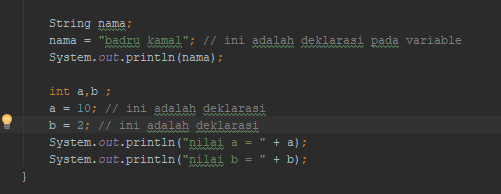 String nama;
nama = "badru kamal"; // ini adalah deklarasi pada variable
System.out.println(nama);
int a,b ;
a = 10; // ini adalah deklarasi
b = 2; // ini adalah deklarasi
System.out.println("nilai a = " + a);
System.out.println("nilai b = " + b);
}